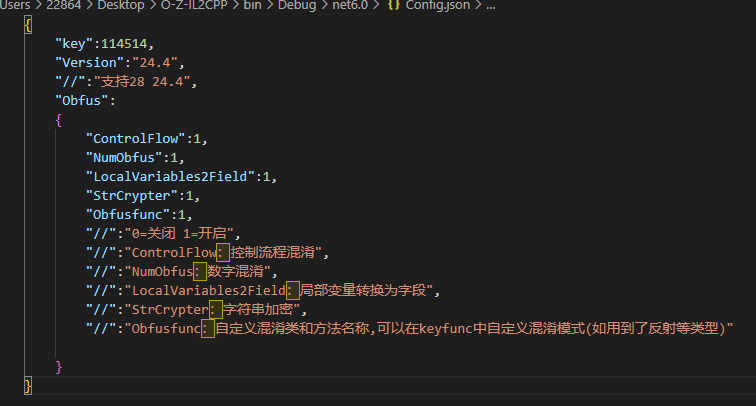 Users > 22864 > Desktop > O-Z-IL2CPP > bin > Debug > net6.0 > {} Config.json > ...
{
"key":114514,
"Version":"24.4",
"//":"支持28 24.4",
"Obfus":
{
"ControlFlow":1,
"NumObfus":1,
"LocalVariables2Field":1,
"StrCrypter":1,
"Obfusfunc":1,
"//":"0=关闭 1=开启",
"//":"ControlFlow：控制流程混淆",
"//":"NumObfus：数字混淆",
"//":"LocalVariables2Field：局部变量转换为字段",
"//":"StrCrypter：字符串加密",
"//":"Obfusfunc：自定义混淆类和方法名称,可以在keyfunc中自定义混淆模式(如用到了反射等类型)"
}
}